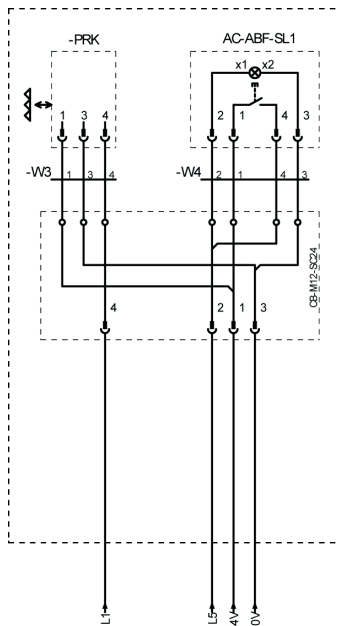 -PRK
AC-ABF-SL1
x1 x2
1 3 4
2 1 4 3
-W3 1 3 4
-W4 2 1 4 3
CB-M12-SC24
4
2 1 3
L1
L5
4V
0V